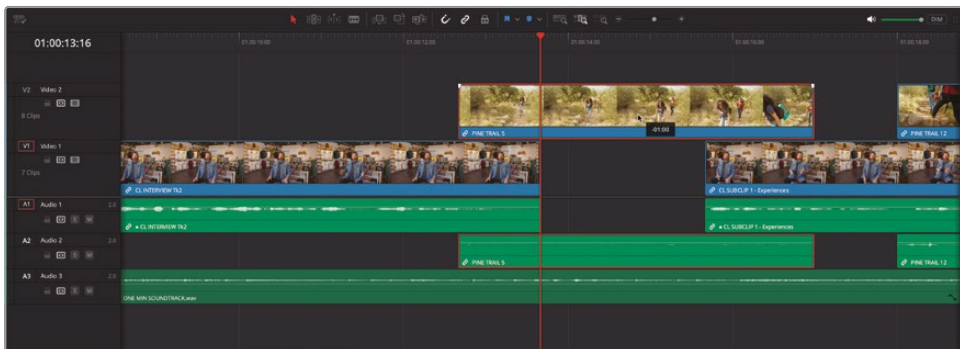 DIM
01:00:13:16
01:00:10:00
01:00:12:00
01:00:14:00
01:00:16:00
01:00:18:00
V2 Video 2
8 Clips
PINE TRAIL 5
-01:00
PINE TRAIL 12
V1 Video 1
7 Clips
CL INTERVIEW Tk2
CL SUBCLIP 1 - Experiences
A1 Audio 1 2.0
S M
• CL INTERVIEW Tk2
• CL SUBCLIP 1 - Experiences
A2 Audio 2 2.0
S M
PINE TRAIL 5
PINE TRAIL 12
A3 Audio 3 2.0
S M
ONE MIN SOUNDTRACK.wav